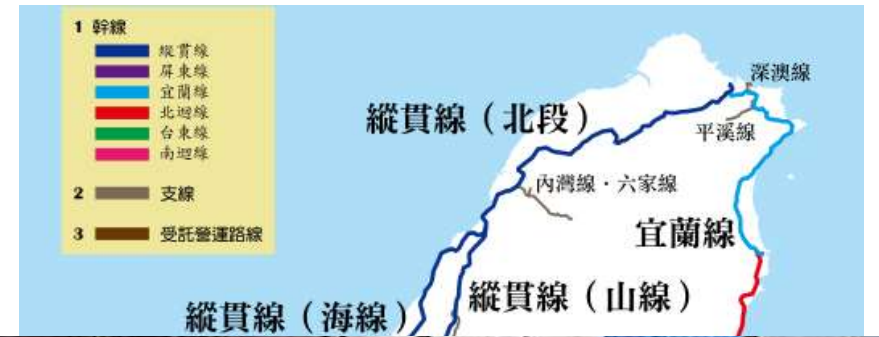 1 幹線
縱貫線
屏東線
宜蘭線
北迴線
台東線
南迴線
2 支線
3 受託營運路線
深澳線
縱貫線（北段）
平溪線
內灣線・六家線
宜蘭線
縱貫線（山線）
縱貫線（海線）